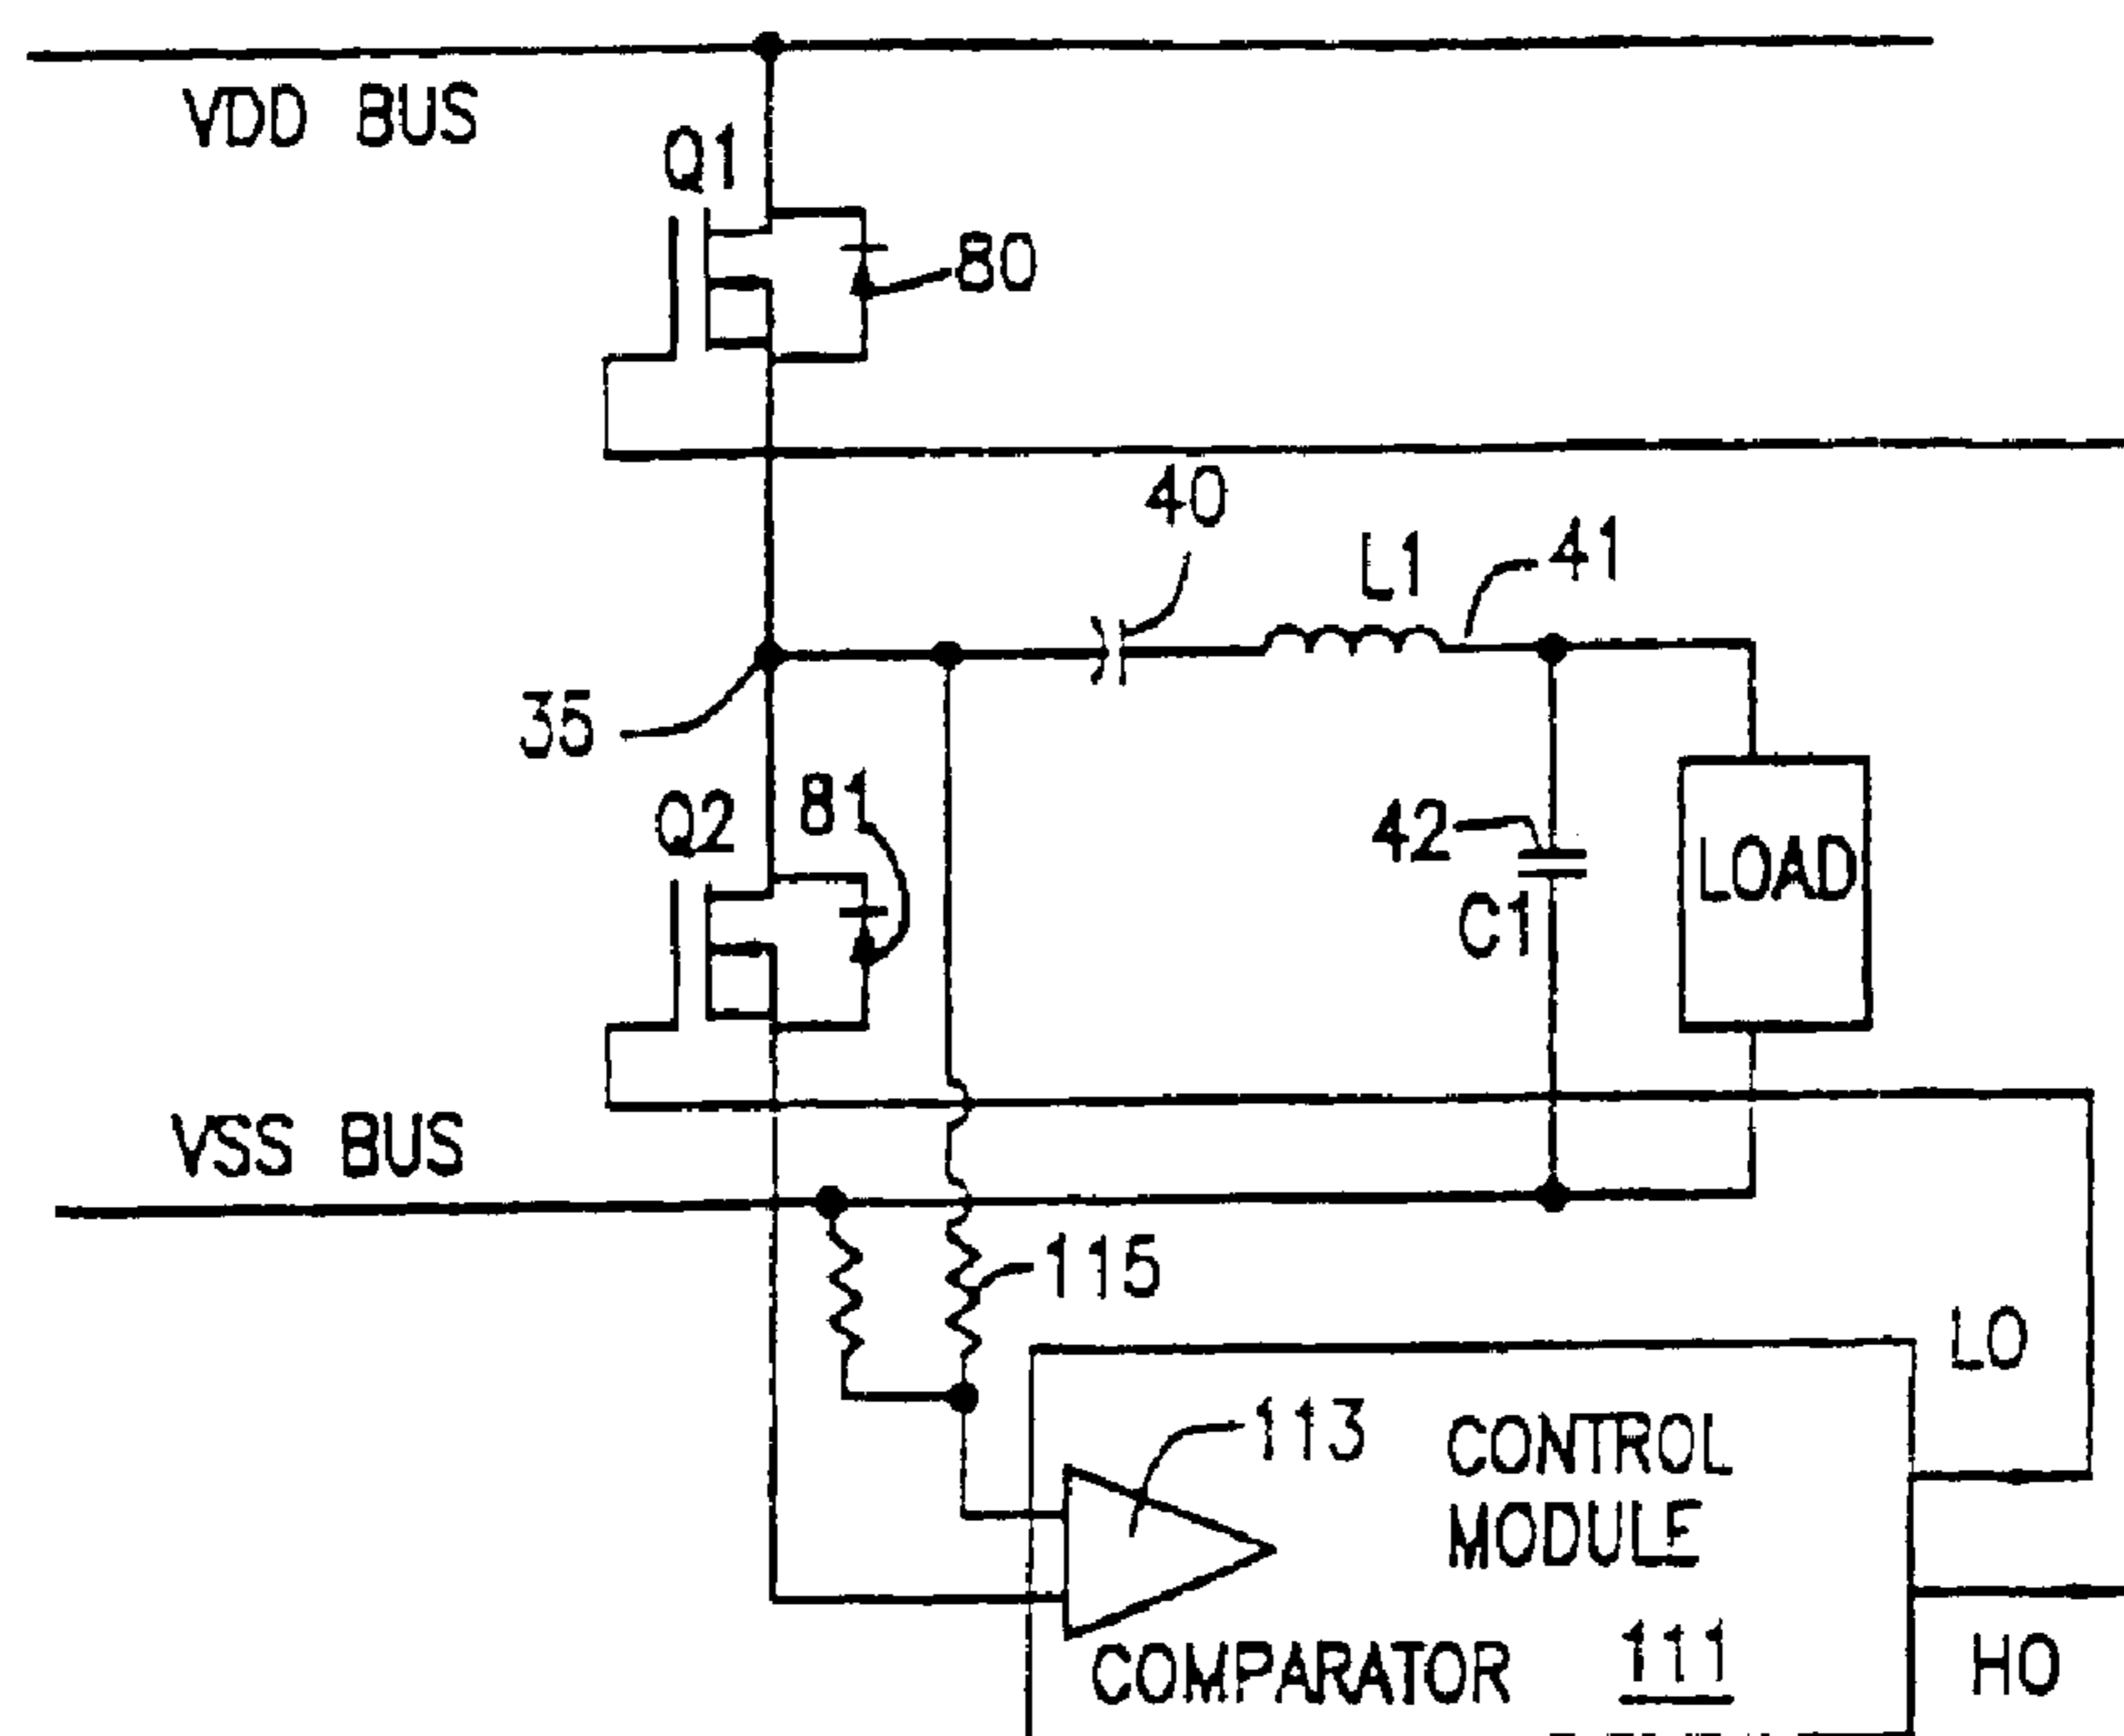 VDD BUS
Q1
80
40
L1
41
35
Q2
81
42
C1
LOAD
VSS BUS
115
LO
113
CONTROL
MODULE
COMPARATOR
111
HO